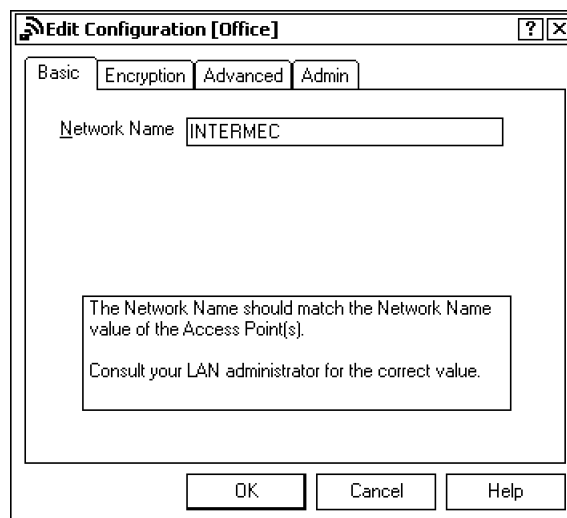 Edit Configuration [Office] ? X
Basic Encryption Advanced Admin
Network Name INTERMEC
The Network Name should match the Network Name
value of the Access Point(s).
Consult your LAN administrator for the correct value.
OK Cancel Help